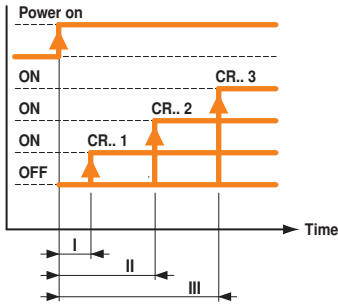 Power on
ON
CR.. 3
ON
CR.. 2
ON
CR.. 1
OFF
Time
I
II
III